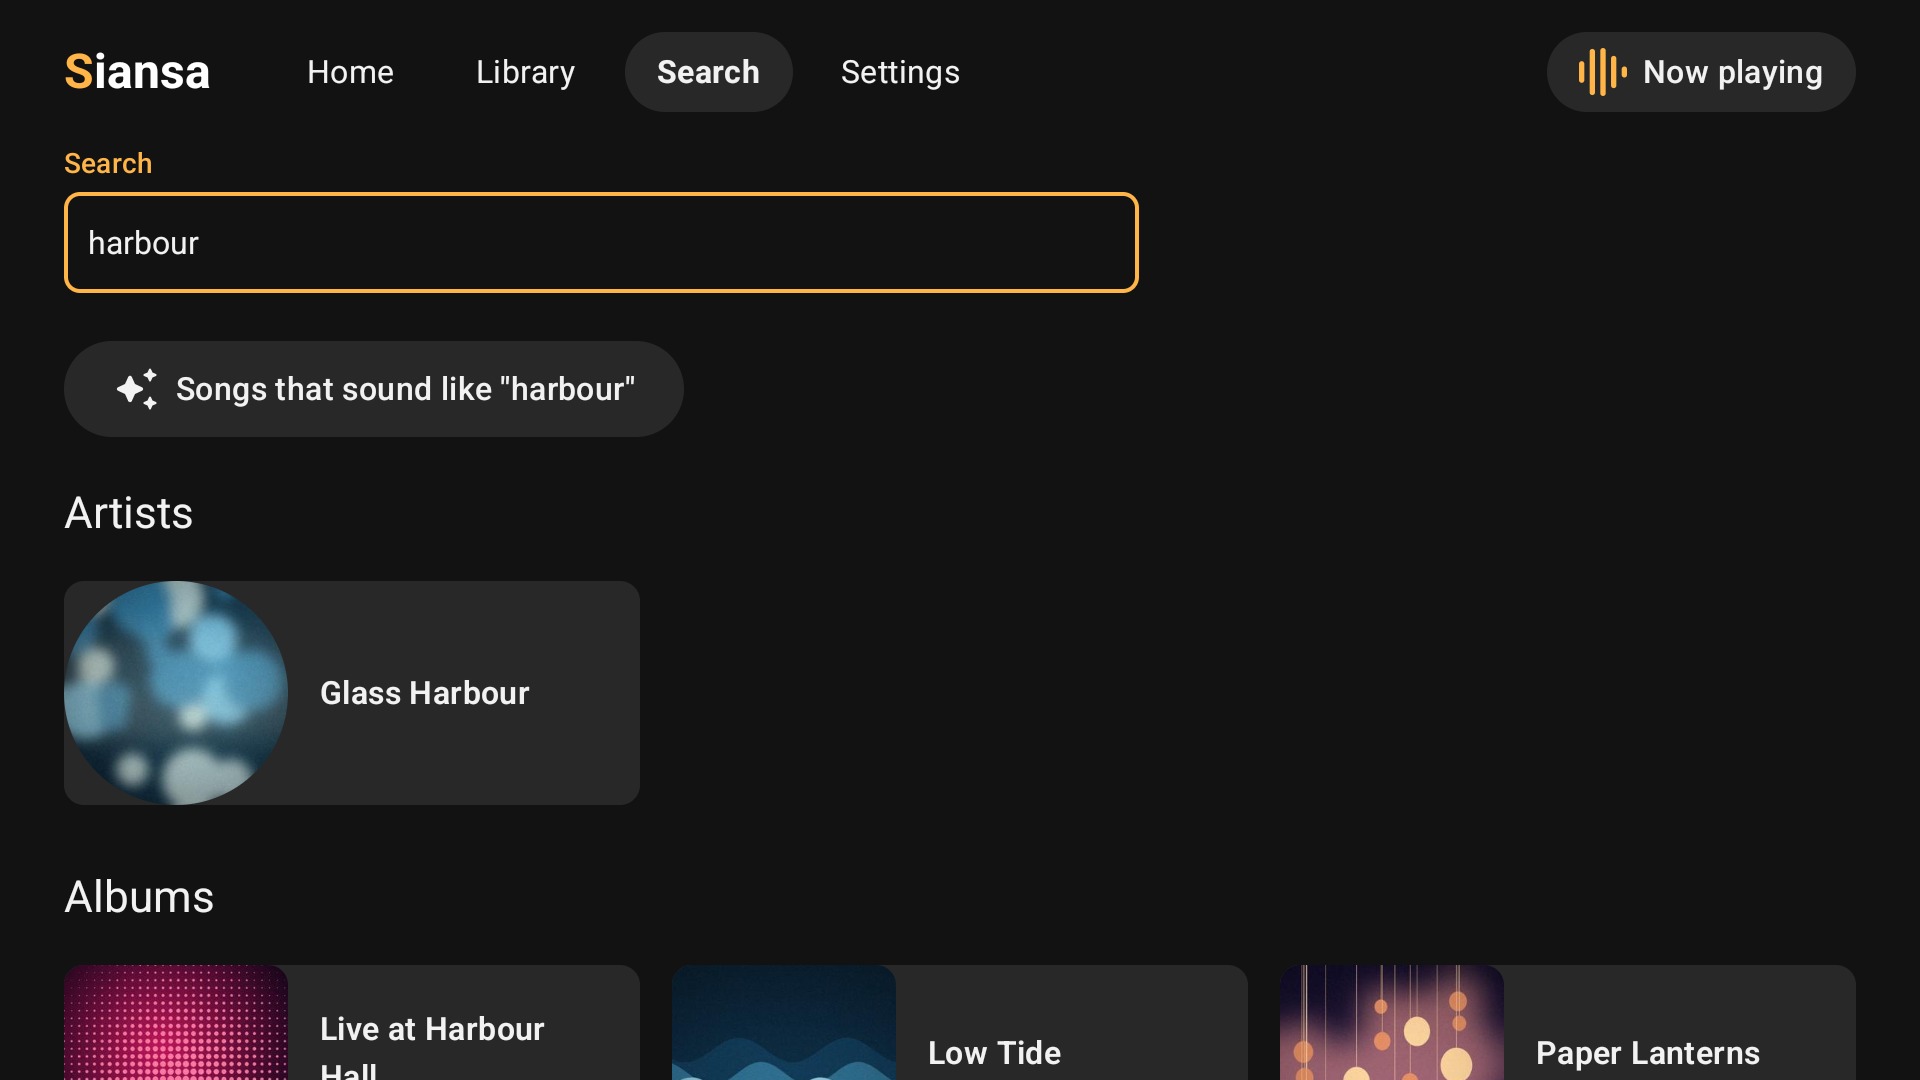 Siansa
Home
Library
Search
Settings
Now playing
Search
harbour
Songs that sound like "harbour"
Artists
Glass Harbour
Albums
Live at Harbour
Hall
Low Tide
Paper Lanterns